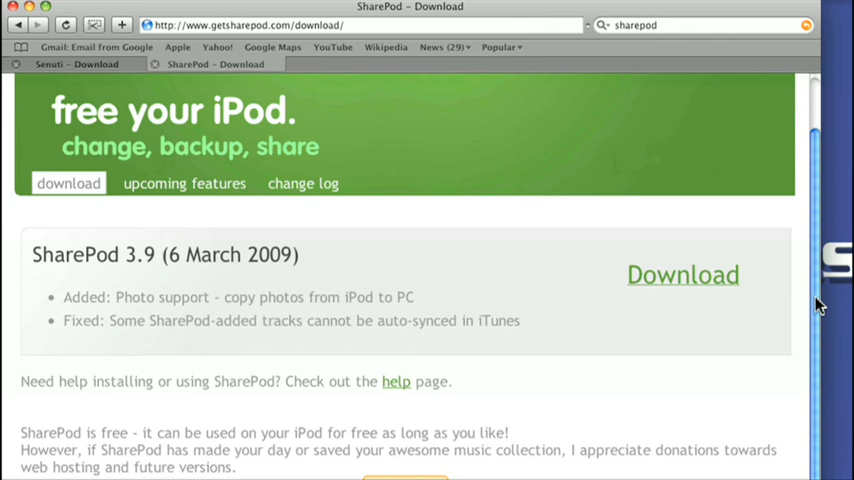 SharePod – Download
http://www.getsharepod.com/download/
sharepod
Gmail: Email from Google Apple Yahoo! Google Maps YouTube Wikipedia News (29) Popular
Senuti – Download SharePod – Download
free your iPod.
change, backup, share
download upcoming features change log
SharePod 3.9 (6 March 2009)
Download
• Added: Photo support - copy photos from iPod to PC
• Fixed: Some SharePod-added tracks cannot be auto-synced in iTunes
Need help installing or using SharePod? Check out the help page.
SharePod is free - it can be used on your iPod for free as long as you like!
However, if SharePod has made your day or saved your awesome music collection, I appreciate donations towards
web hosting and future versions.